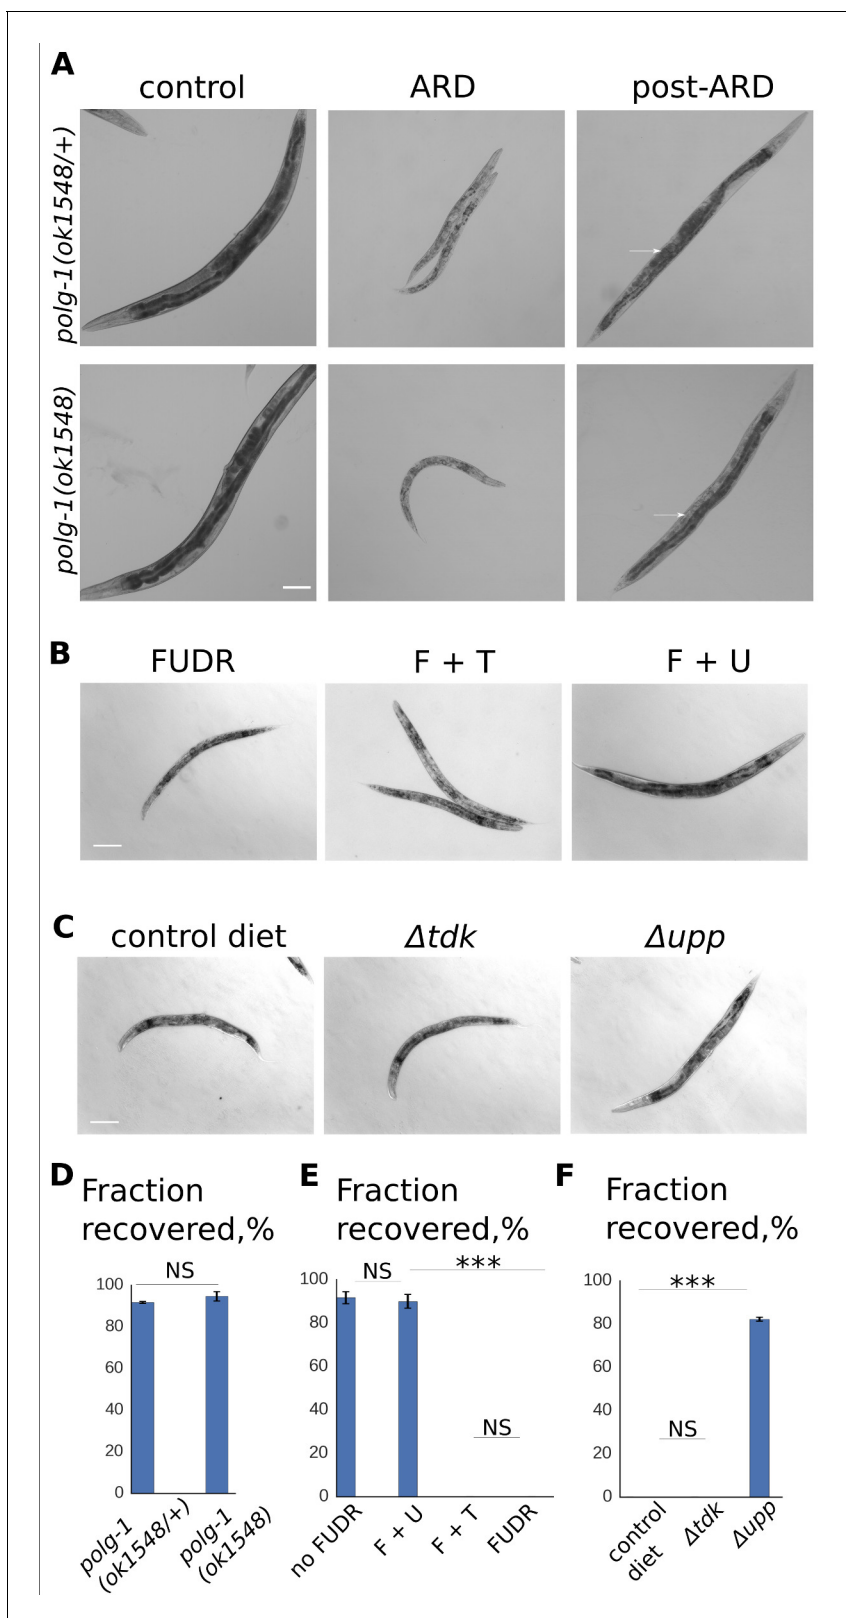 A
control ARD post-ARD
polg-1(ok1548/+)
polg-1(ok1548)
B
FUDR F + T F + U
C
control diet Δtdk Δupp
D Fraction
recovered,%
NS
100
80
60
40
20
0
polg-1
(ok1548/+)
polg-1
(ok1548)
E Fraction
recovered,%
NS ***
100
80
60
40
20
0
NS
no FUDR
F + U
F + T
FUDR
F Fraction
recovered,%
***
100
80
60
40
20
0
NS
control
diet
Δtdk
Δupp